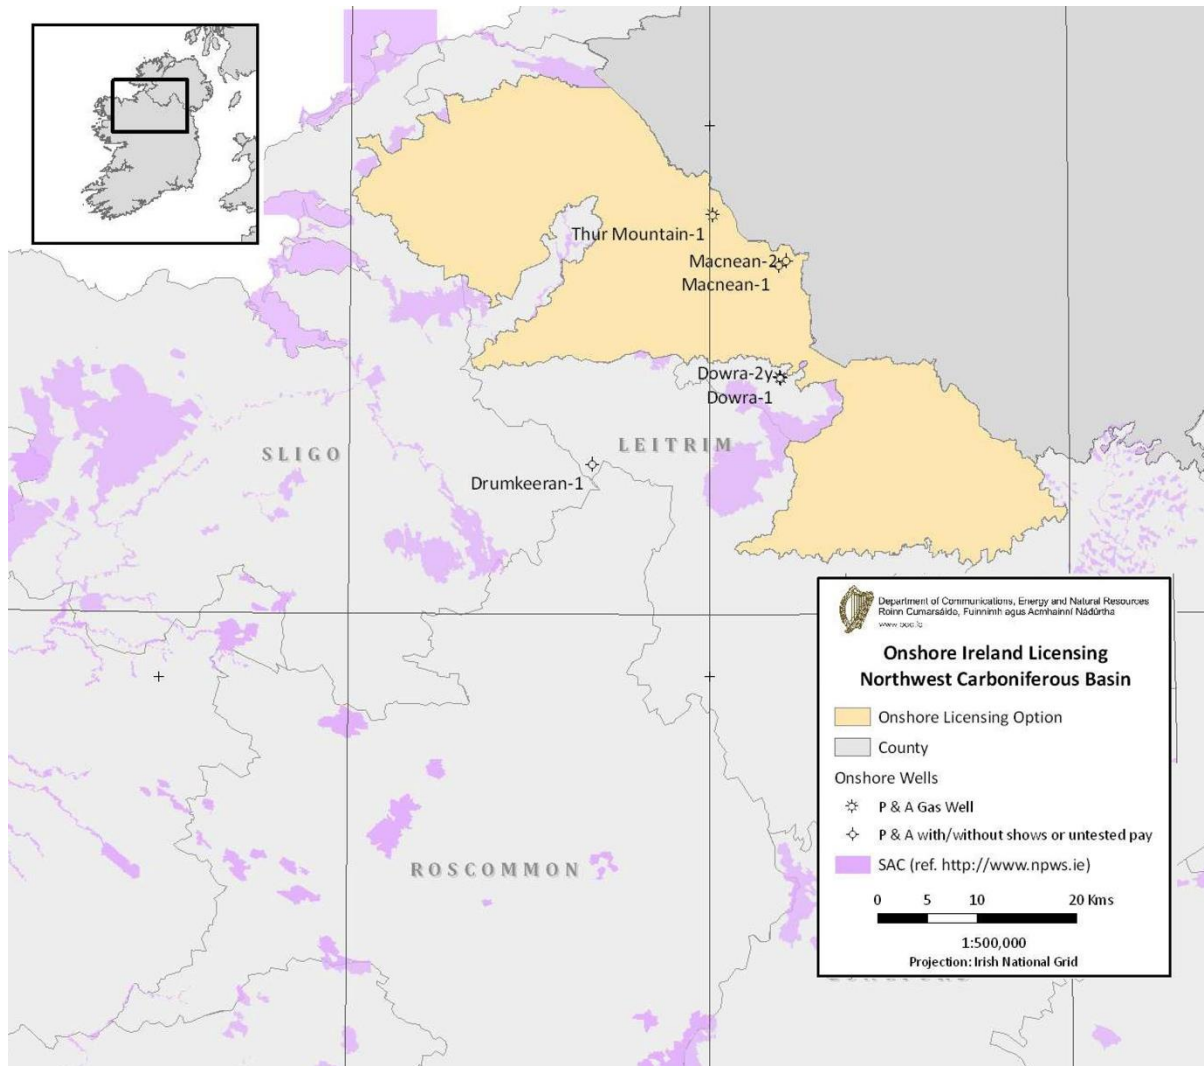 Thur Mountain-1
Macnean-2
Macnean-1
Dowra-2y
Dowra-1
LEITRIM
SLIGO
Drumkeeran-1
ROSCOMMON
Department of Communications, Energy and Natural Resources
Roinn Cumarsáide, Fuinnimh agus Acmhainní Nádúrtha
Onshore Ireland Licensing
Northwest Carboniferous Basin
Onshore Licensing Option
County
Onshore Wells
P & A Gas Well
P & A with/without shows or untested pay
SAC (ref. http://www.npws.ie)
0 5 10 20 Kms
1:500,000
Projection: Irish National Grid